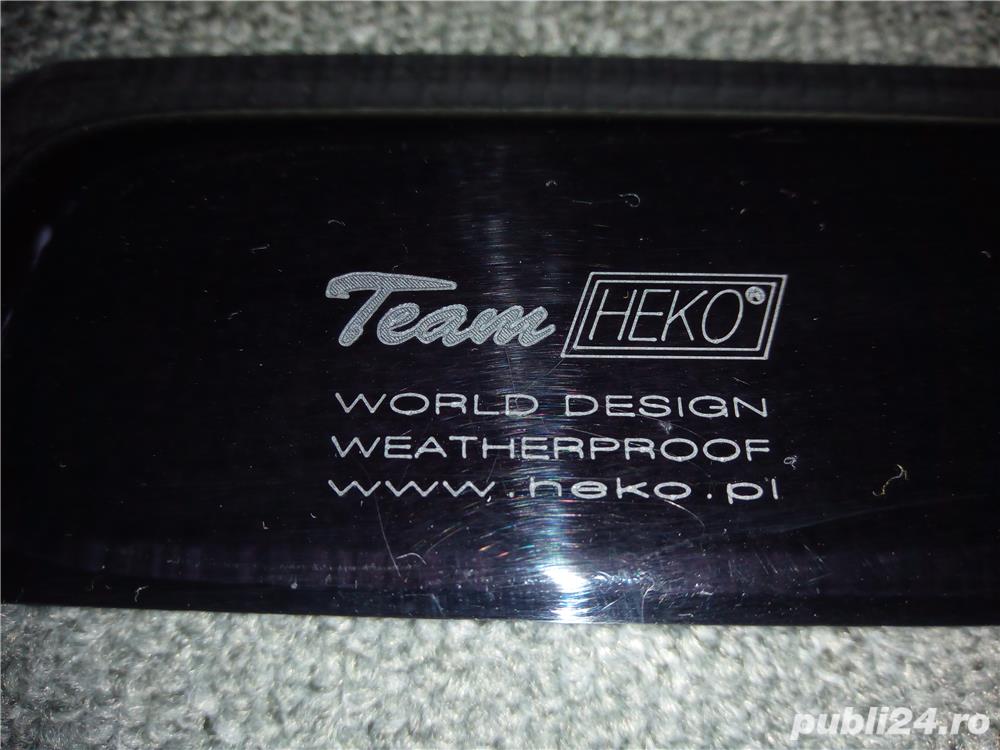 Team HEKO®
WORLD DESIGN
WEATHERPROOF
www.heko.pl
publi24.ro